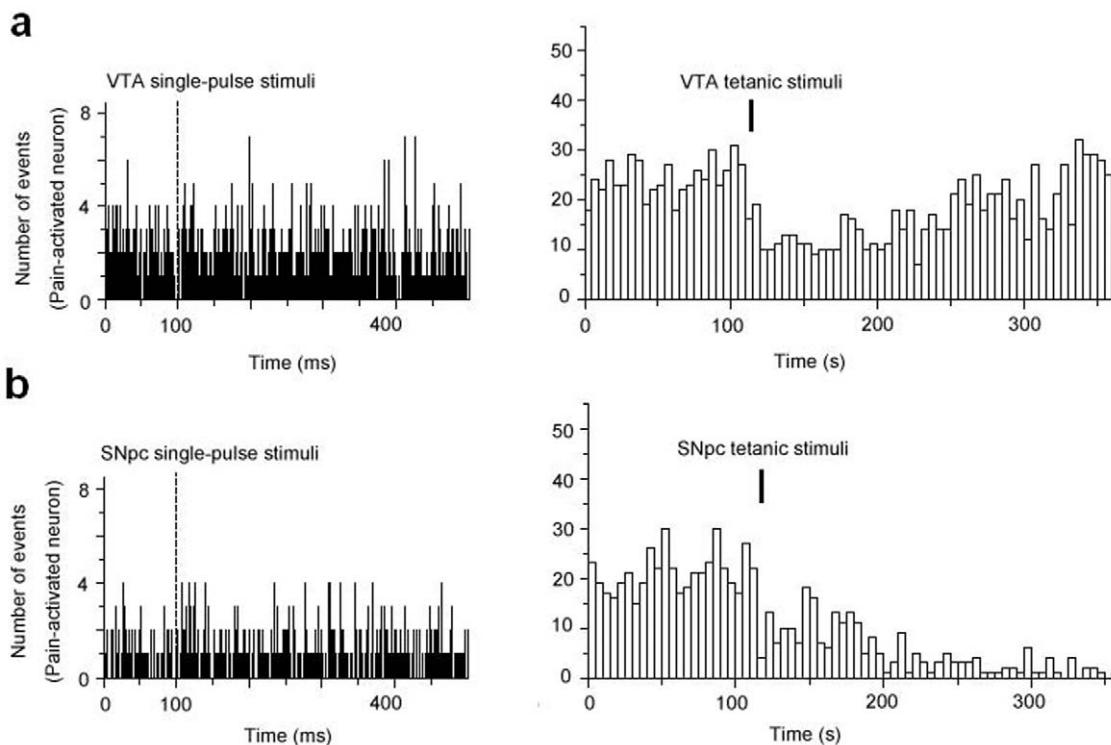 a
VTA single-pulse stimuli
Number of events
(Pain-activated neuron)
8
4
0
0
100
400
Time (ms)
VTA tetanic stimuli
50
40
30
20
10
0
0
100
200
300
Time (s)
b
SNpc single-pulse stimuli
Number of events
(Pain-activated neuron)
8
4
0
0
100
400
Time (ms)
SNpc tetanic stimuli
50
40
30
20
10
0
0
100
200
300
Time (s)